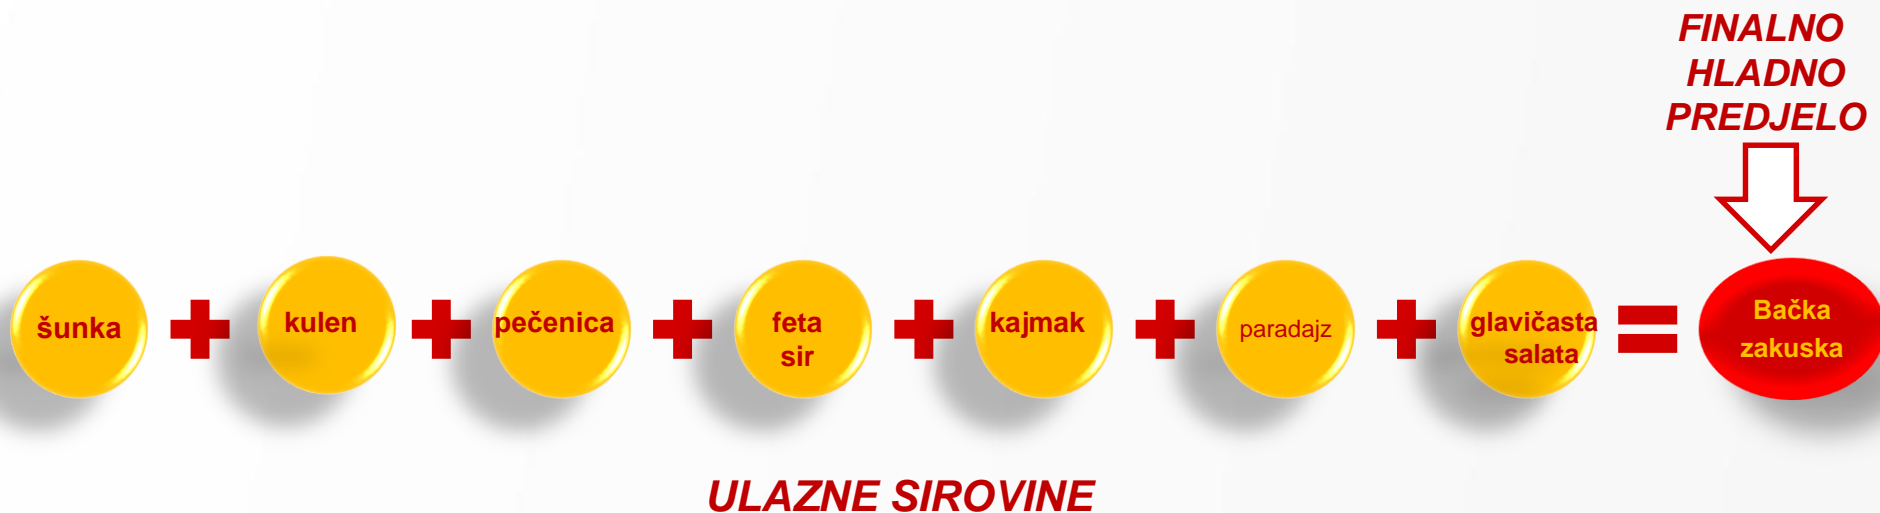 FINALNO
HLADNO
PREDJELO
šunka
kulen
pečenica
feta
sir
kajmak
paradajz
glavičasta
salata
Bačka
zakuska
ULAZNE SIROVINE